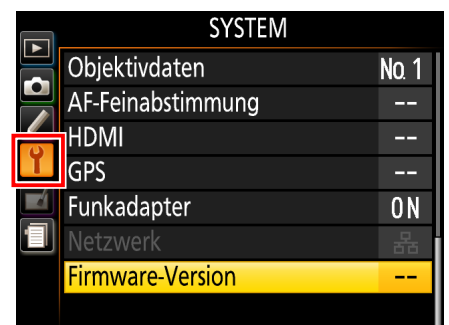 SYSTEM
Objektivdaten No. 1
AF-Feinabstimmung --
HDMI --
GPS --
Funkadapter ON
Netzwerk
Firmware-Version --